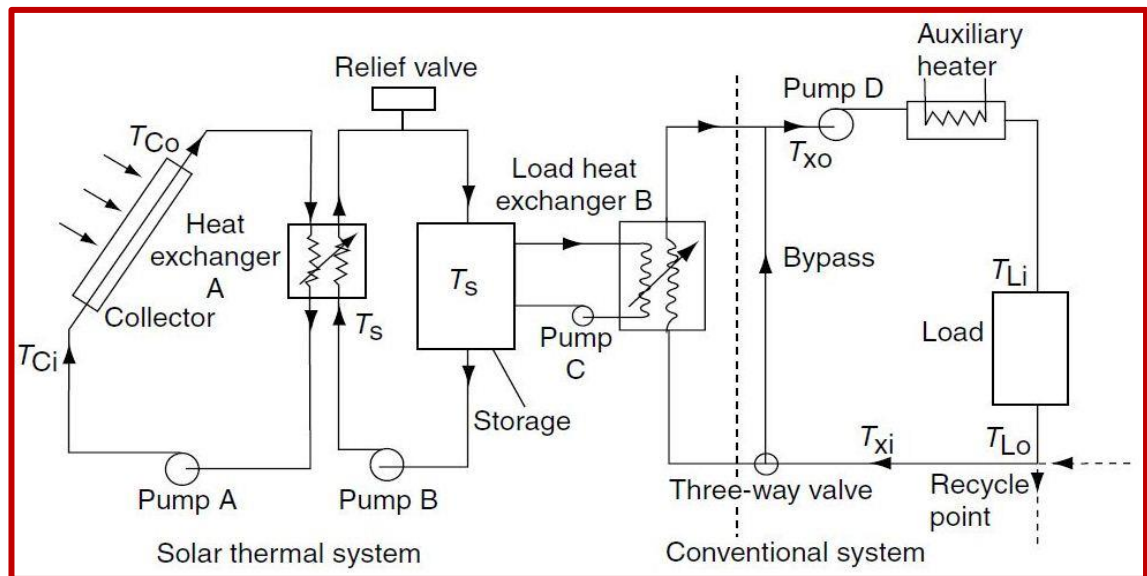 Relief valve
Auxiliary
heater
Pump D
T_Co
T_xo
Load heat
exchanger B
Heat
exchanger
A
Bypass
T_S
T_Li
Collector
T_S
Load
T_Ci
Pump
C
Storage
T_xi
T_Lo
Pump A
Pump B
Three-way valve
Recycle
point
Solar thermal system
Conventional system